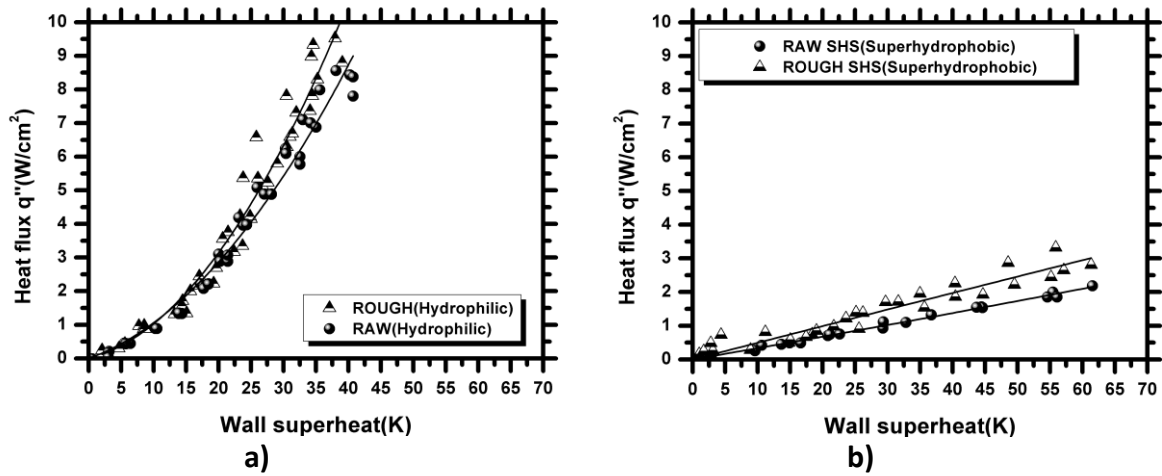 10
9
8
7
6
5
4
3
2
1
0
Heat flux q"(W/cm²)
ROUGH(Hydrophilic)
RAW(Hydrophilic)
0 5 10 15 20 25 30 35 40 45 50 55 60 65 70
Wall superheat(K)
a)
10
9
8
7
6
5
4
3
2
1
0
Heat flux q"(W/cm²)
RAW SHS(Superhydrophobic)
ROUGH SHS(Superhydrophobic)
0 5 10 15 20 25 30 35 40 45 50 55 60 65 70
Wall superheat(K)
b)